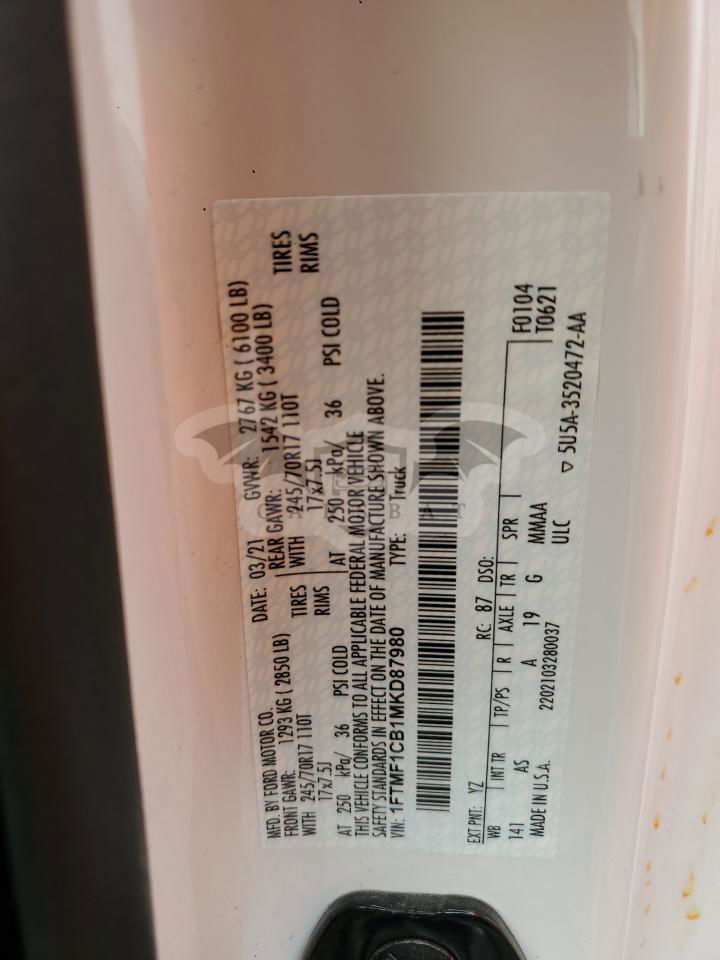 MFD. BY FORD MOTOR CO.
DATE: 03/21 GVWR: 2767 KG ( 6100 LB)
FRONT GAWR: 1293 KG ( 2850 LB) REAR GAWR: 1542 KG ( 3400 LB)
WITH 245/70R17 110T TIRES WITH 245/70R17 110T TIRES
17x7.5J RIMS 17x7.5J RIMS
AT 250 kPa/ 36 PSI COLD AT 250 kPa/ 36 PSI COLD
THIS VEHICLE CONFORMS TO ALL APPLICABLE FEDERAL MOTOR VEHICLE
SAFETY STANDARDS IN EFFECT ON THE DATE OF MANUFACTURE SHOWN ABOVE.
VIN: 1FTMF1CB1MKD87980 TYPE: Truck
EXT PNT: YZ RC: 87 DSO:
WB INT TR TP/PS R AXLE TR SPR F0104
141 AS A 19 G MMAA T0621
MADE IN U.S.A. 2202103280037 ULC
5U5A-3520472-AA